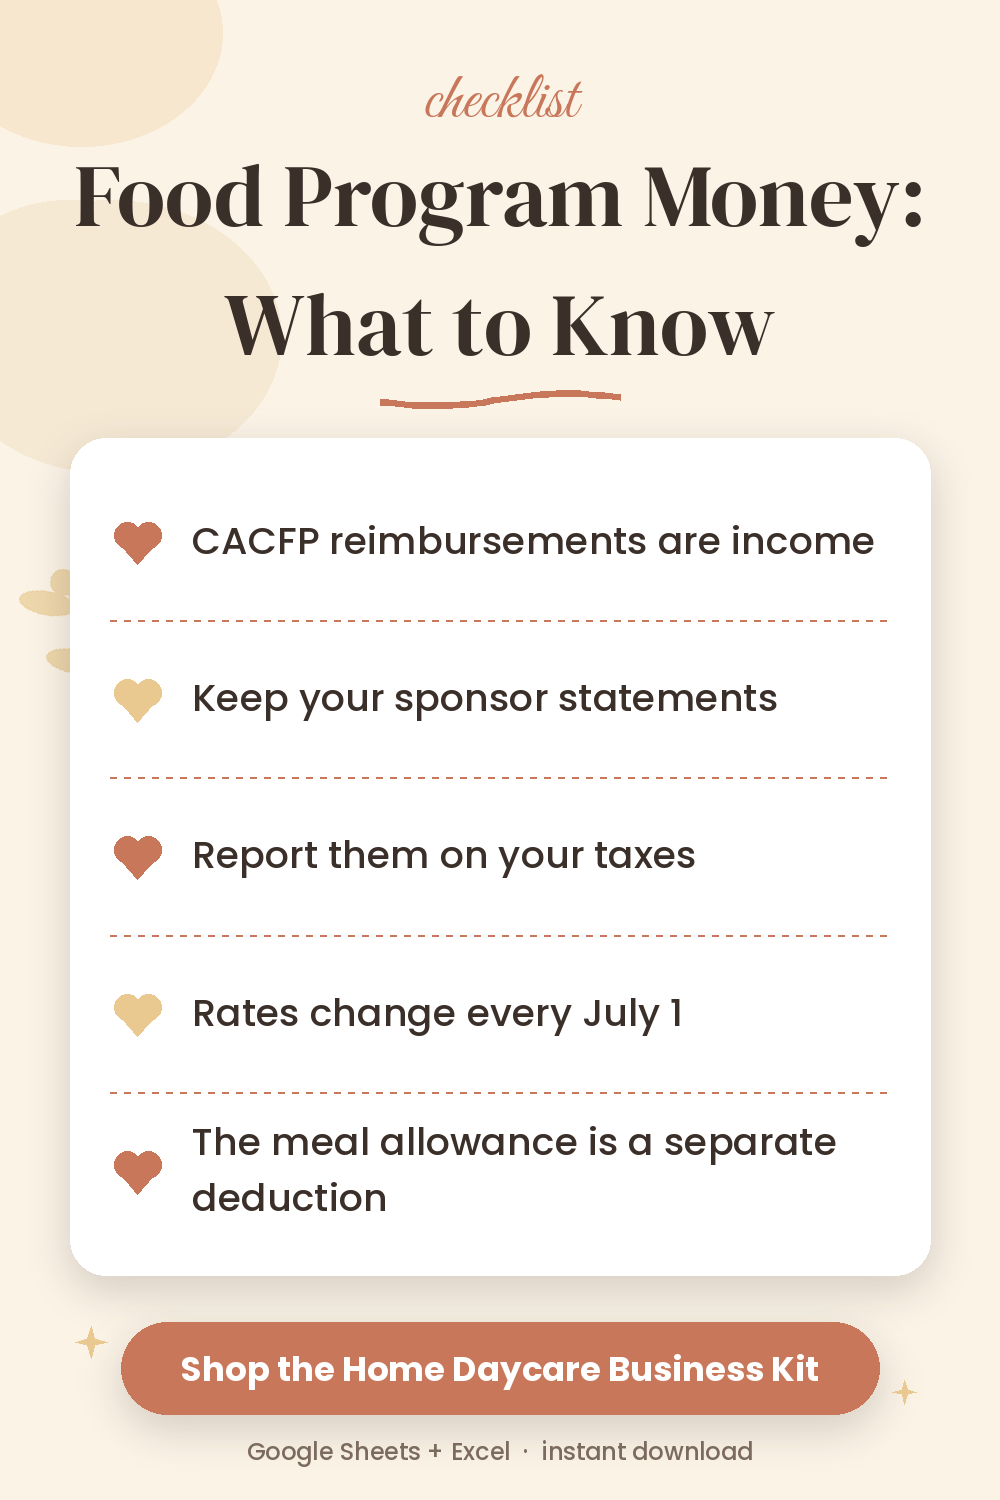 checklist
Food Program Money:
What to Know
CACFP reimbursements are income
Keep your sponsor statements
Report them on your taxes
Rates change every July 1
The meal allowance is a separate
deduction
Shop the Home Daycare Business Kit
Google Sheets + Excel · instant download